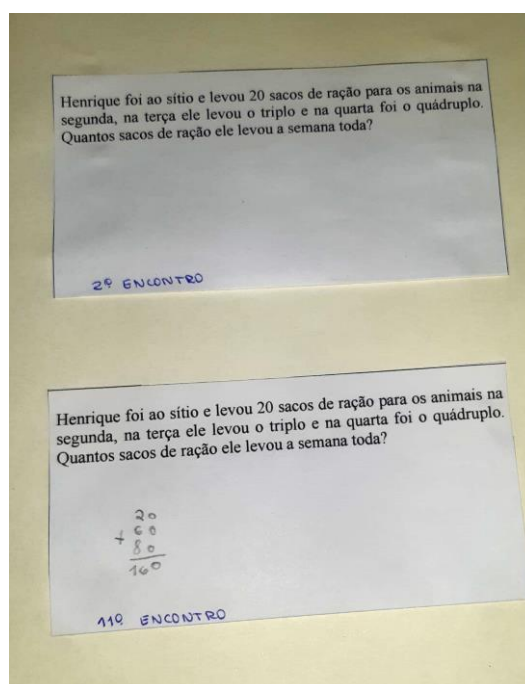 Henrique foi ao sítio e levou 20 sacos de ração para os animais na
segunda, na terça ele levou o triplo e na quarta foi o quádruplo.
Quantos sacos de ração ele levou a semana toda?
2º ENCONTRO
Henrique foi ao sítio e levou 20 sacos de ração para os animais na
segunda, na terça ele levou o triplo e na quarta foi o quádruplo.
Quantos sacos de ração ele levou a semana toda?
20
+ 60
80
160
11º ENCONTRO